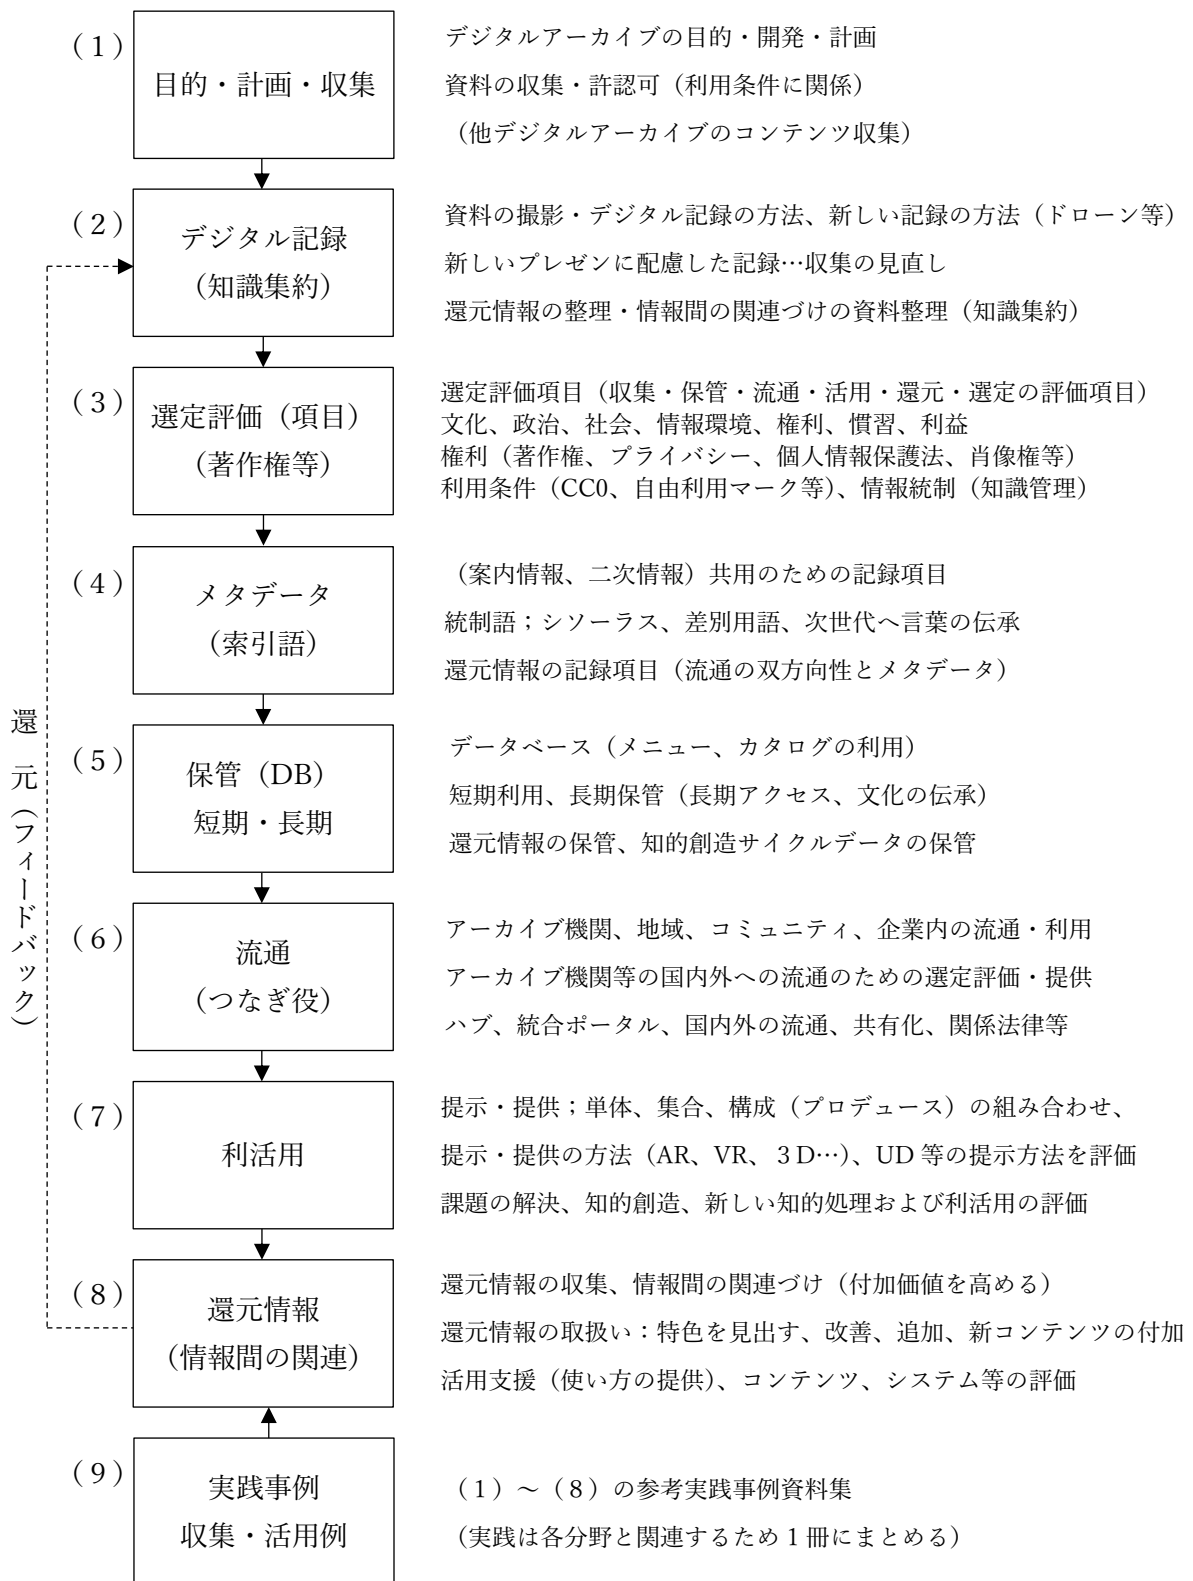 (1)
目的・計画・収集
デジタルアーカイブの目的・開発・計画
資料の収集・許認可（利用条件に関係）
（他デジタルアーカイブのコンテンツ収集）
(2)
デジタル記録
（知識集約）
資料の撮影・デジタル記録の方法、新しい記録の方法（ドローン等）
新しいプレゼンに配慮した記録…収集の見直し
還元情報の整理・情報間の関連づけの資料整理（知識集約）
(3)
選定評価（項目）
（著作権等）
選定評価項目（収集・保管・流通・活用・還元・選定の評価項目）
文化、政治、社会、情報環境、権利、慣習、利益
権利（著作権、プライバシー、個人情報保護法、肖像権等）
利用条件（CC0、自由利用マーク等）、情報統制（知識管理）
(4)
メタデータ
（索引語）
（案内情報、二次情報）共用のための記録項目
統制語；シソーラス、差別用語、次世代へ言葉の伝承
還元情報の記録項目（流通の双方向性とメタデータ）
(5)
保管（DB）
短期・長期
データベース（メニュー、カタログの利用）
短期利用、長期保管（長期アクセス、文化の伝承）
還元情報の保管、知的創造サイクルデータの保管
(6)
流通
（つなぎ役）
アーカイブ機関、地域、コミュニティ、企業内の流通・利用
アーカイブ機関等の国内外への流通のための選定評価・提供
ハブ、統合ポータル、国内外の流通、共有化、関係法律等
(7)
利活用
提示・提供；単体、集合、構成（プロデュース）の組み合わせ、
提示・提供の方法（AR、VR、３D…）、UD 等の提示方法を評価
課題の解決、知的創造、新しい知的処理および利活用の評価
(8)
還元情報
（情報間の関連）
還元情報の収集、情報間の関連づけ（付加価値を高める）
還元情報の取扱い：特色を見出す、改善、追加、新コンテンツの付加
活用支援（使い方の提供）、コンテンツ、システム等の評価
(9)
実践事例
収集・活用例
（1）～（8）の参考実践事例資料集
（実践は各分野と関連するため 1 冊にまとめる）
還 元（フィードバック）